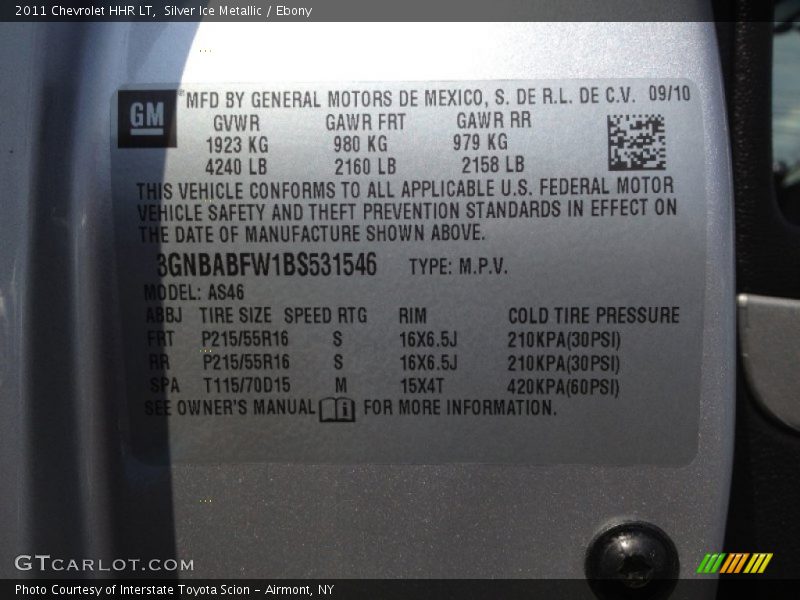 2011 Chevrolet HHR LT, Silver Ice Metallic / Ebony
GM ®MFD BY GENERAL MOTORS DE MEXICO, S. DE R.L. DE C.V. 09/10
GVWR GAWR FRT GAWR RR
1923 KG 980 KG 979 KG
4240 LB 2160 LB 2158 LB
THIS VEHICLE CONFORMS TO ALL APPLICABLE U.S. FEDERAL MOTOR
VEHICLE SAFETY AND THEFT PREVENTION STANDARDS IN EFFECT ON
THE DATE OF MANUFACTURE SHOWN ABOVE.
3GNBABFW1BS531546 TYPE: M.P.V.
MODEL: AS46
ABBJ TIRE SIZE SPEED RTG RIM COLD TIRE PRESSURE
FRT P215/55R16 S 16X6.5J 210KPA(30PSI)
RR P215/55R16 S 16X6.5J 210KPA(30PSI)
SPA T115/70D15 M 15X4T 420KPA(60PSI)
SEE OWNER'S MANUAL i FOR MORE INFORMATION.
GTCARLOT.COM
Photo Courtesy of Interstate Toyota Scion - Airmont, NY